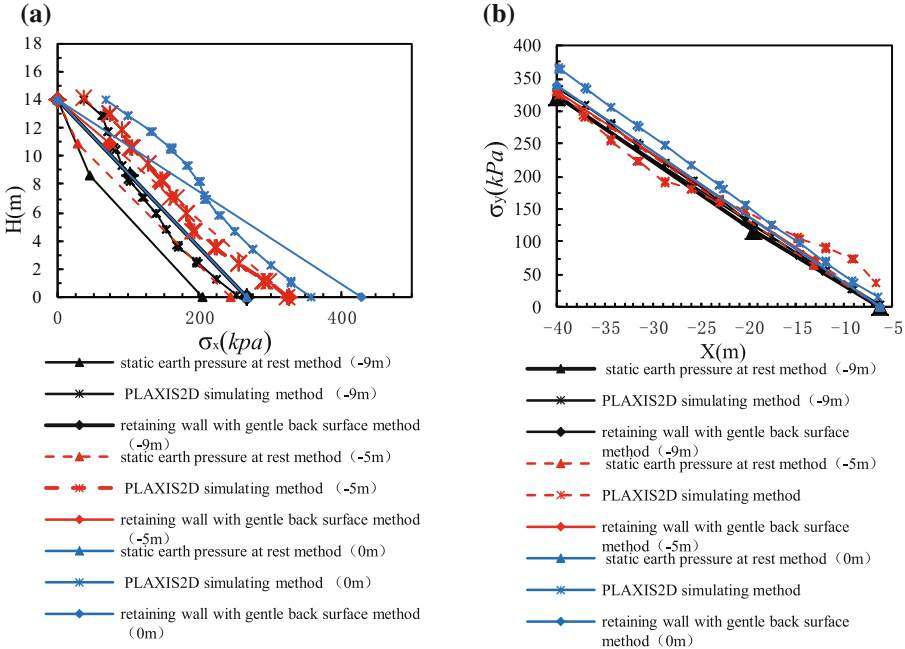 (a)
18
16
14
12
10
8
6
4
2
0
H(m)
0
200
400
σx(kpa)
static earth pressure at rest method（-9m）
PLAXIS2D simulating method（-9m）
retaining wall with gentle back surface method
（-9m）
static earth pressure at rest method（-5m）
PLAXIS2D simulating method（-5m）
retaining wall with gentle back surface method
（-5m）
static earth pressure at rest method（0m）
PLAXIS2D simulating method（0m）
retaining wall with gentle back surface method
（0m）
(b)
400
350
300
250
200
150
100
50
0
σy(kPa)
-40
-35
-30
-25
-20
-15
-10
-5
X(m)
static earth pressure at rest method（-9m）
PLAXIS2D simulating method（-9m）
retaining wall with gentle back surface
method（-9m）
static earth pressure at rest method（-5m）
PLAXIS2D simulating method
retaining wall with gentle back surface
method（-5m）
static earth pressure at rest method（0m）
PLAXIS2D simulating method
retaining wall with gentle back surface
method（0m）